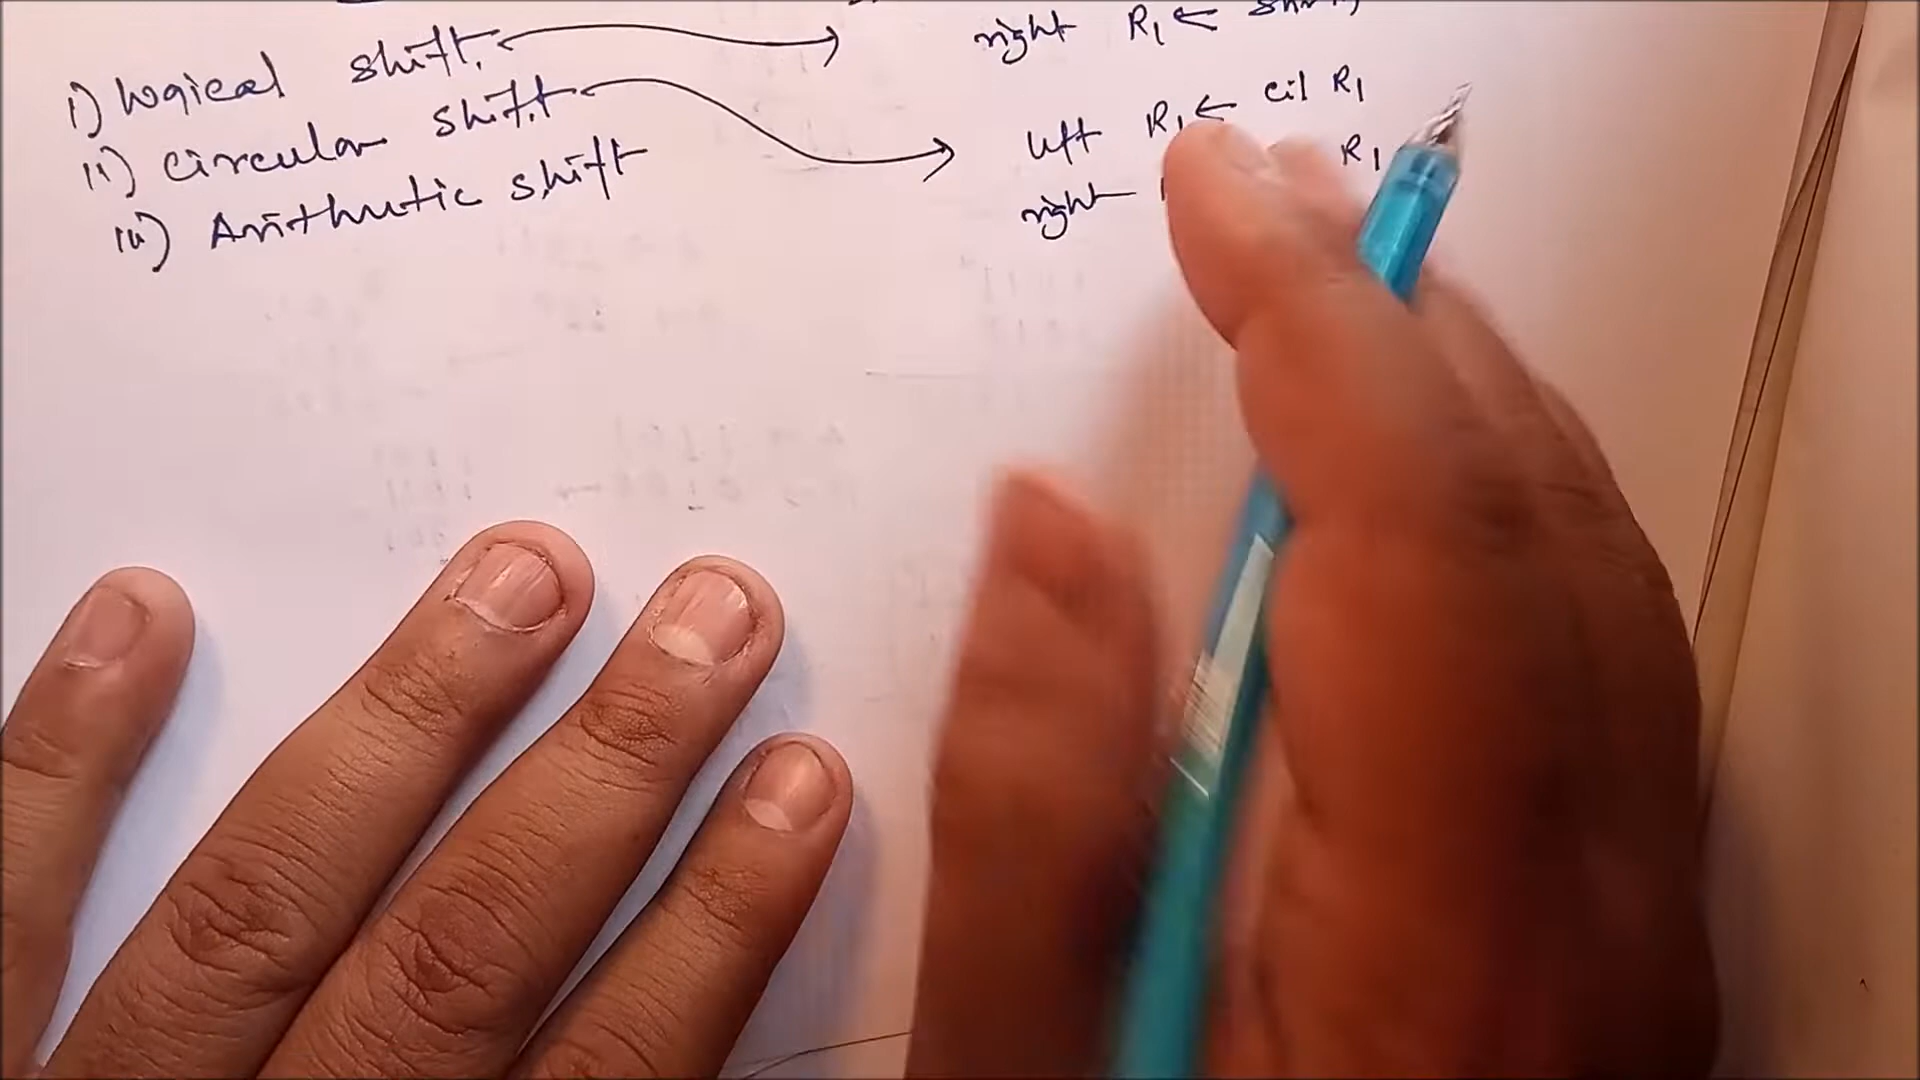 right R1 ←
i) Logical shift.
ii) circular shift
left R1 ← cil R1
iii) Arithmetic shift
right R1